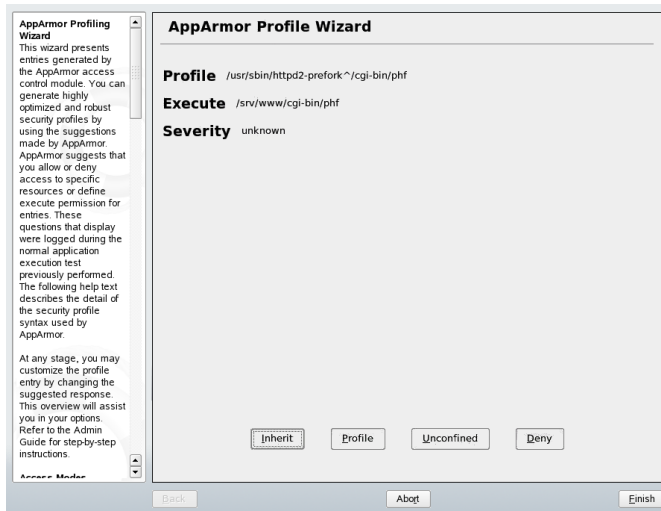 AppArmor Profiling
Wizard
This wizard presents
entries generated by
the AppArmor access
control module. You can
generate highly
optimized and robust
security profiles by
using the suggestions
made by AppArmor.
AppArmor suggests that
you allow or deny
access to specific
resources or define
execute permission for
entries. These
questions that display
were logged during the
normal application
execution test
previously performed.
The following help text
describes the detail of
the security profile
syntax used by
AppArmor.
At any stage, you may
customize the profile
entry by changing the
suggested response.
This overview will assist
you in your options.
Refer to the Admin
Guide for step-by-step
instructions.
Access Modes
AppArmor Profile Wizard
Profile /usr/sbin/httpd2-prefork^/cgi-bin/phf
Execute /srv/www/cgi-bin/phf
Severity unknown
Inherit Profile Unconfined Deny
Back Abort Finish